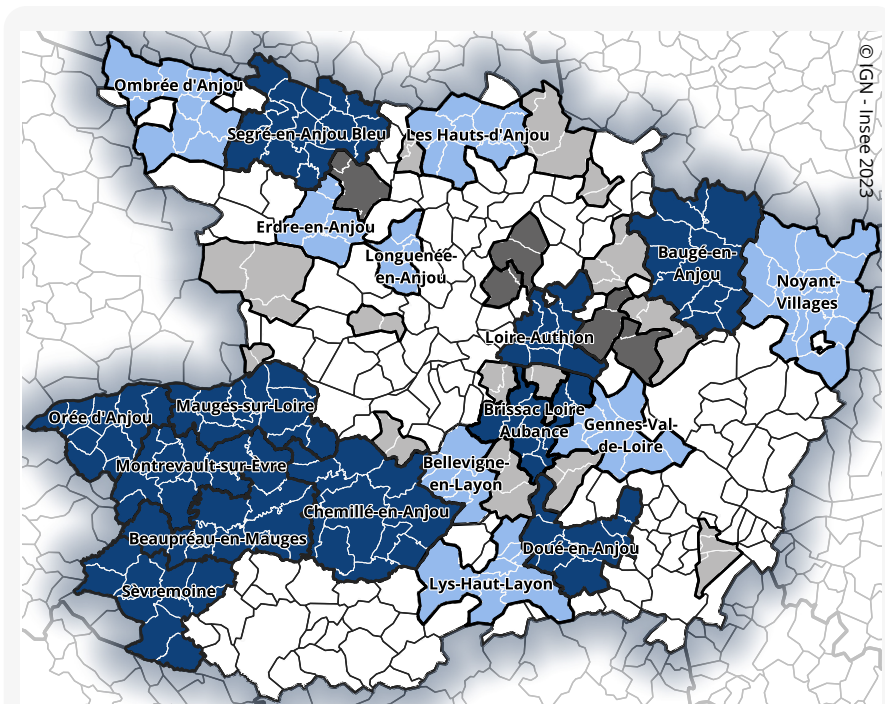 © IGN - Insee 2023
Ombrée d'Anjou
Segré-en-Anjou Bleu
Les Hauts-d'Anjou
Erdre-en-Anjou
Longuenée-
en-Anjou
Baugé-en-
Anjou
Noyant-
Villages
Loire-Authion
Orée d'Anjou
Mauges-sur-Loire
Brissac Loire
Aubance
Gennes-Val-
de-Loire
Montrevault-sur-Èvre
Bellevigne-
en-Layon
Chemillé-en-Anjou
Beaupréau-en-Mauges
Doué-en-Anjou
Sèvremoine
Lys-Haut-Layon